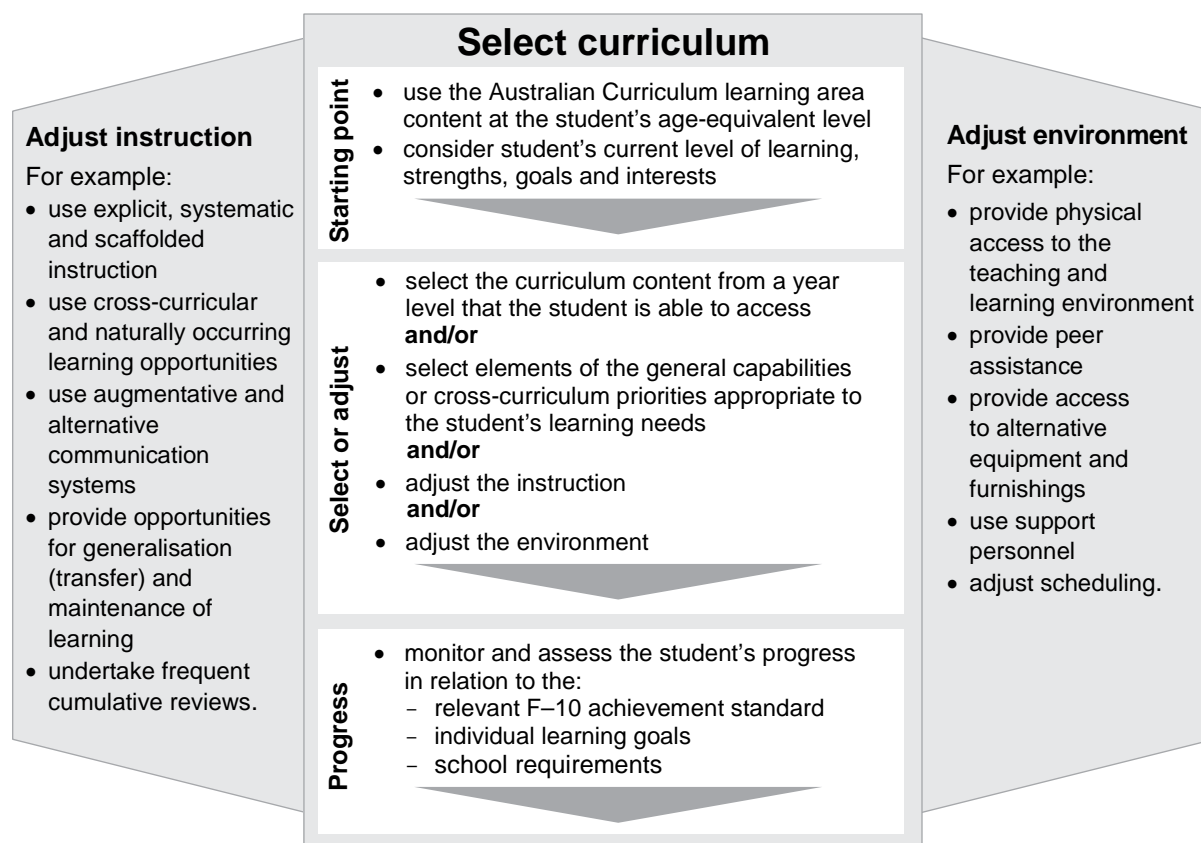 Select curriculum
Adjust instruction
For example:
• use explicit, systematic
and scaffolded
instruction
• use cross-curricular
and naturally occurring
learning opportunities
• use augmentative and
alternative
communication
systems
• provide opportunities
for generalisation
(transfer) and
maintenance of
learning
• undertake frequent
cumulative reviews.
Starting point
• use the Australian Curriculum learning area
content at the student's age-equivalent level
• consider student's current level of learning,
strengths, goals and interests
Select or adjust
• select the curriculum content from a year
level that the student is able to access
and/or
• select elements of the general capabilities
or cross-curriculum priorities appropriate to
the student's learning needs
and/or
• adjust the instruction
and/or
• adjust the environment
Progress
• monitor and assess the student's progress
in relation to the:
− relevant F–10 achievement standard
− individual learning goals
− school requirements
Adjust environment
For example:
• provide physical
access to the
teaching and
learning environment
• provide peer
assistance
• provide access
to alternative
equipment and
furnishings
• use support
personnel
• adjust scheduling.